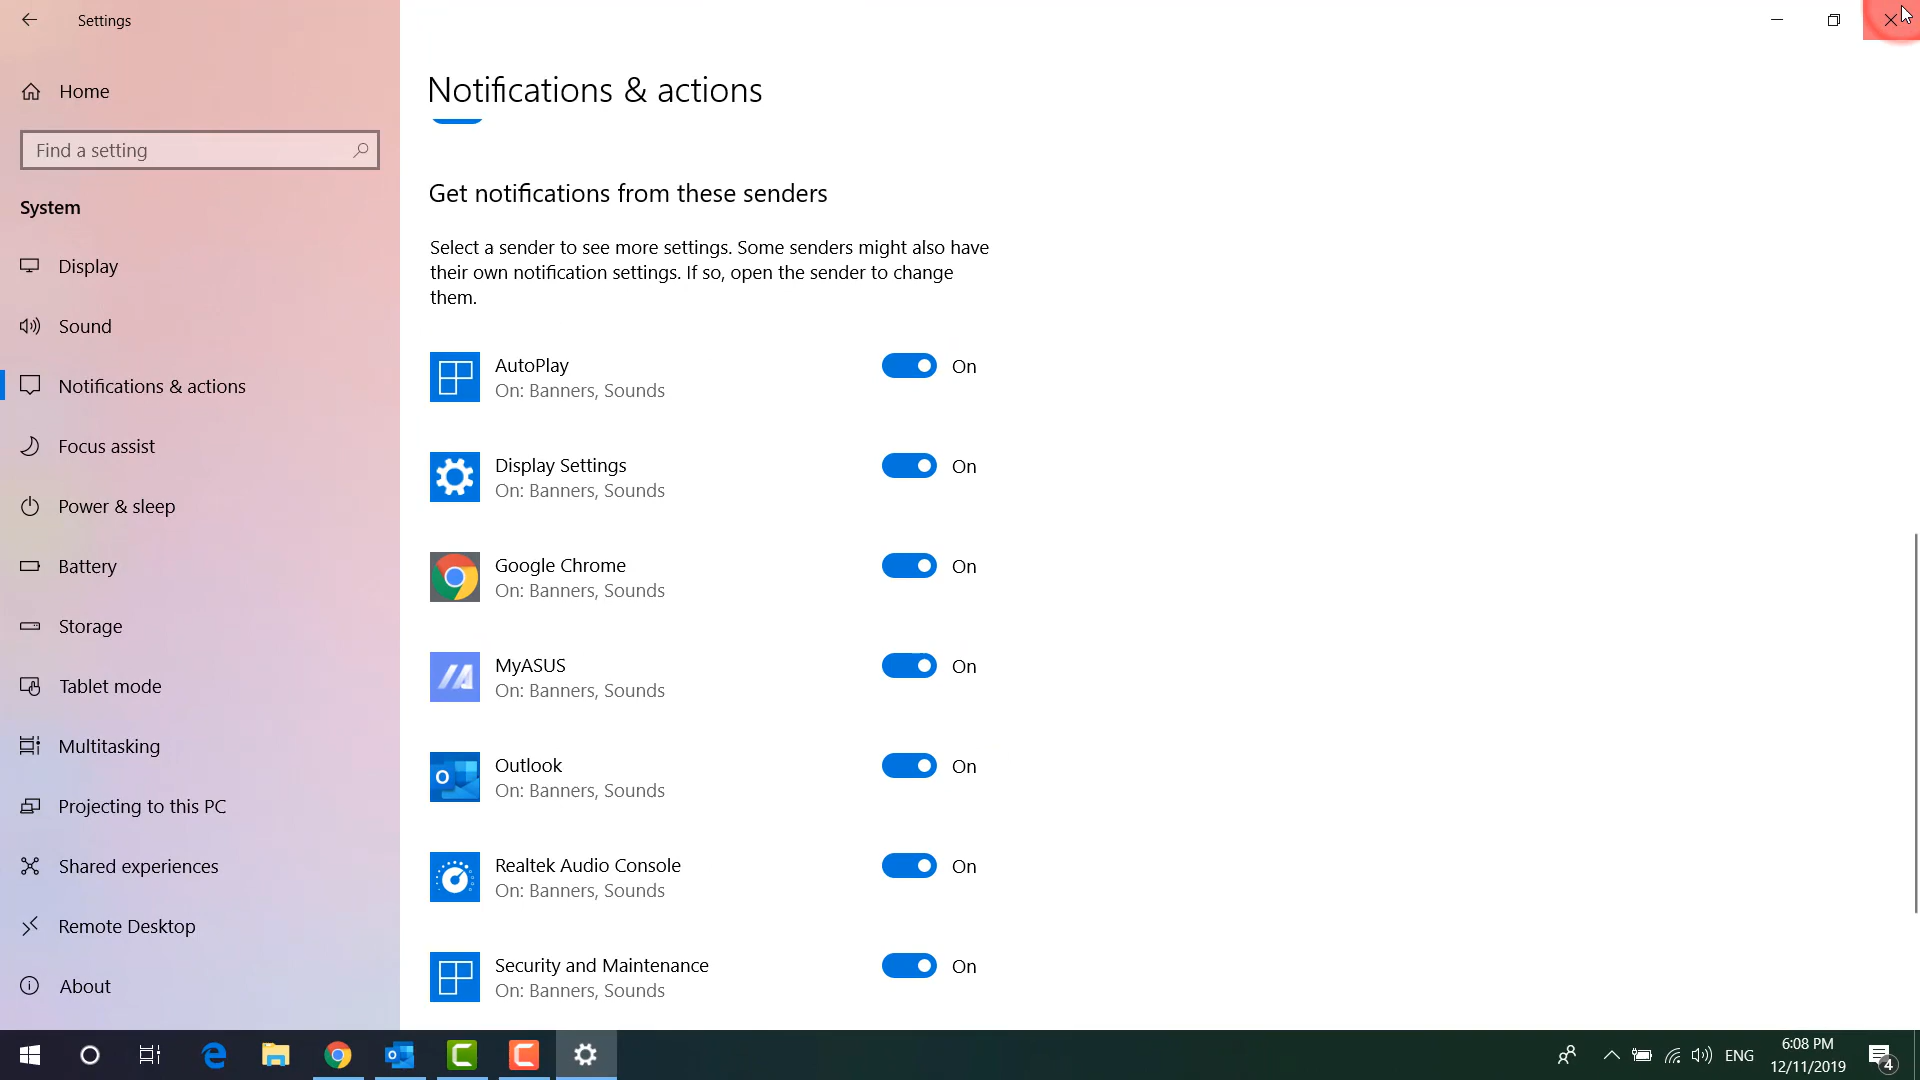 Settings
Home
Find a setting
System
Display
Sound
Notifications & actions
Focus assist
Power & sleep
Battery
Storage
Tablet mode
Multitasking
Projecting to this PC
Shared experiences
Remote Desktop
About
Notifications & actions
Get notifications from these senders
Select a sender to see more settings. Some senders might also have
their own notification settings. If so, open the sender to change
them.
AutoPlay
On: Banners, Sounds
On
Display Settings
On: Banners, Sounds
On
Google Chrome
On: Banners, Sounds
On
MyASUS
On: Banners, Sounds
On
Outlook
On: Banners, Sounds
On
Realtek Audio Console
On: Banners, Sounds
On
Security and Maintenance
On: Banners, Sounds
On
ENG
6:08 PM
12/11/2019
4